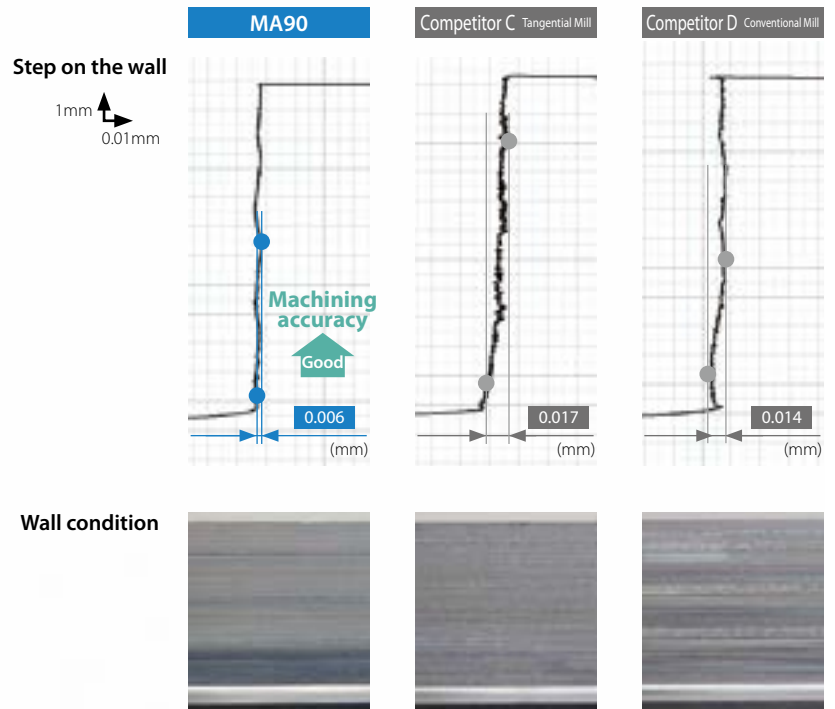 MA90
Competitor C Tangential Mill
Competitor D Conventional Mill
Step on the wall
1mm
0.01mm
Machining
accuracy
Good
0.006
(mm)
0.017
(mm)
0.014
(mm)
Wall condition